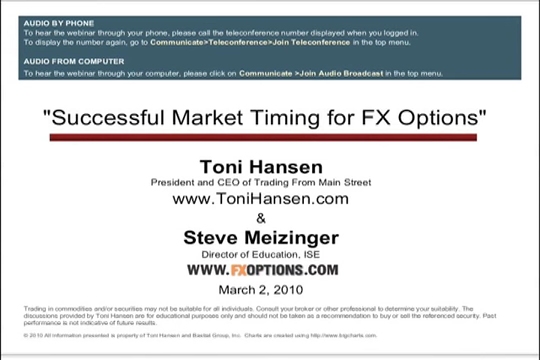 AUDIO BY PHONE
To hear the webinar through your phone, please call the teleconference number displayed when you logged in.
To display the number again, go to Communicate>Teleconference>Join Teleconference in the top menu.
AUDIO FROM COMPUTER
To hear the webinar through your computer, please click on Communicate >Join Audio Broadcast in the top menu.
"Successful Market Timing for FX Options"
Toni Hansen
President and CEO of Trading From Main Street
www.ToniHansen.com
&
Steve Meizinger
Director of Education, ISE
WWW.FXOPTIONS.COM
March 2, 2010
Trading in commodities and/or securities may not be suitable for all individuals. Consult your broker or other professional to determine your suitability. The
discussions provided by Toni Hansen are for educational purposes only and should not be taken as a recommendation to buy or sell the referenced security. Past
performance is not indicative of future results.
© 2010 All information presented is property of Toni Hansen and Bastiat Group, Inc. Charts are created using http://www.bigcharts.com.